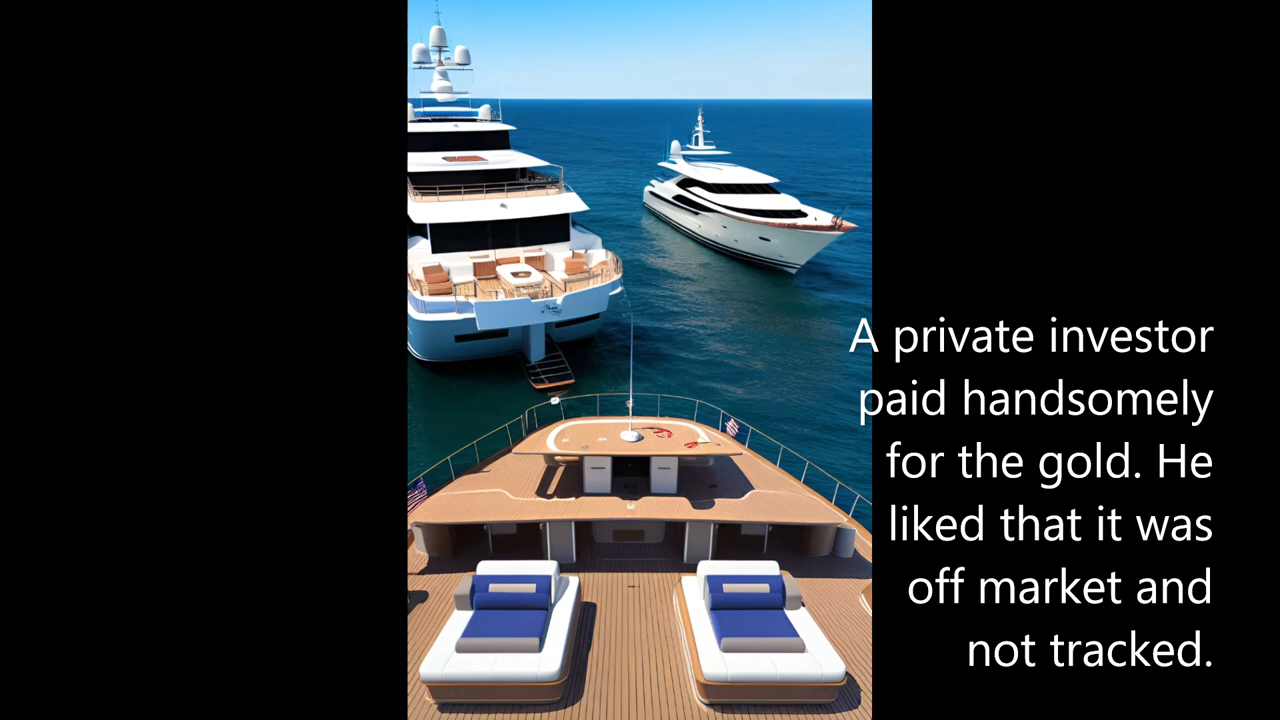 A private investor
paid handsomely
for the gold. He
liked that it was
off market and
not tracked.